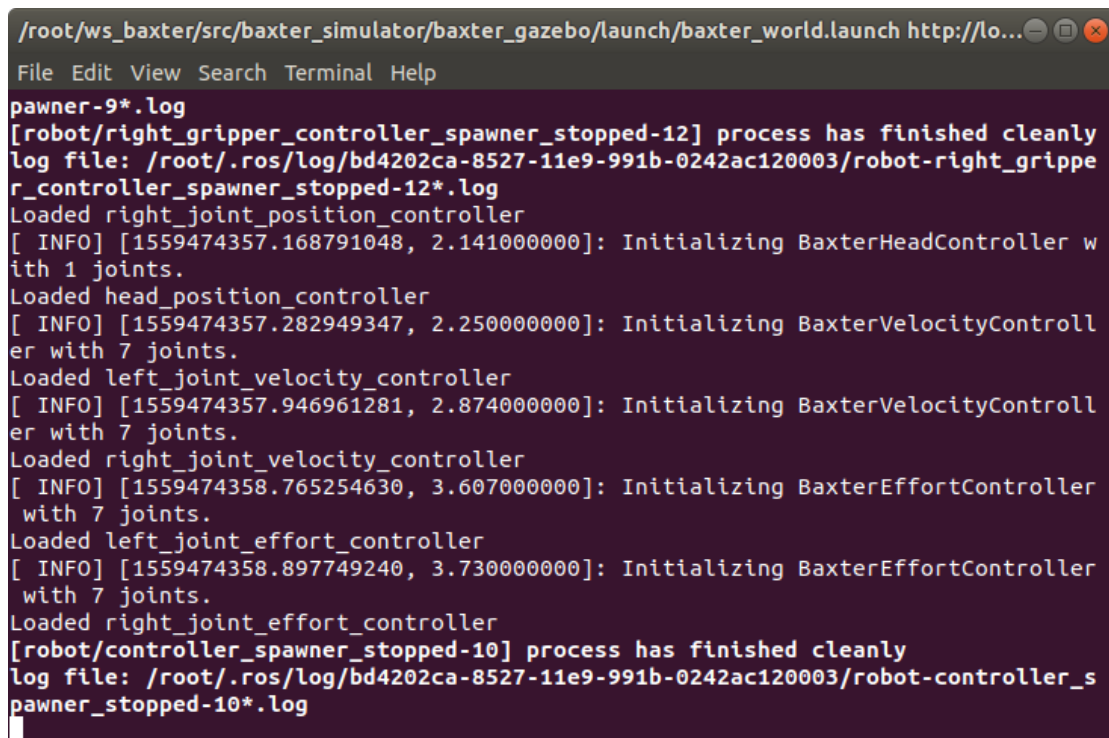 /root/ws_baxter/src/baxter_simulator/baxter_gazebo/launch/baxter_world.launch http://lo...
File Edit View Search Terminal Help
pawner-9*.log
[robot/right_gripper_controller_spawner_stopped-12] process has finished cleanly
log file: /root/.ros/log/bd4202ca-8527-11e9-991b-0242ac120003/robot-right_grippe
r_controller_spawner_stopped-12*.log
Loaded right_joint_position_controller
[ INFO] [1559474357.168791048, 2.141000000]: Initializing BaxterHeadController w
ith 1 joints.
Loaded head_position_controller
[ INFO] [1559474357.282949347, 2.250000000]: Initializing BaxterVelocityControll
er with 7 joints.
Loaded left_joint_velocity_controller
[ INFO] [1559474357.946961281, 2.874000000]: Initializing BaxterVelocityControll
er with 7 joints.
Loaded right_joint_velocity_controller
[ INFO] [1559474358.765254630, 3.607000000]: Initializing BaxterEffortController
 with 7 joints.
Loaded left_joint_effort_controller
[ INFO] [1559474358.897749240, 3.730000000]: Initializing BaxterEffortController
 with 7 joints.
Loaded right_joint_effort_controller
[robot/controller_spawner_stopped-10] process has finished cleanly
log file: /root/.ros/log/bd4202ca-8527-11e9-991b-0242ac120003/robot-controller_s
pawner_stopped-10*.log